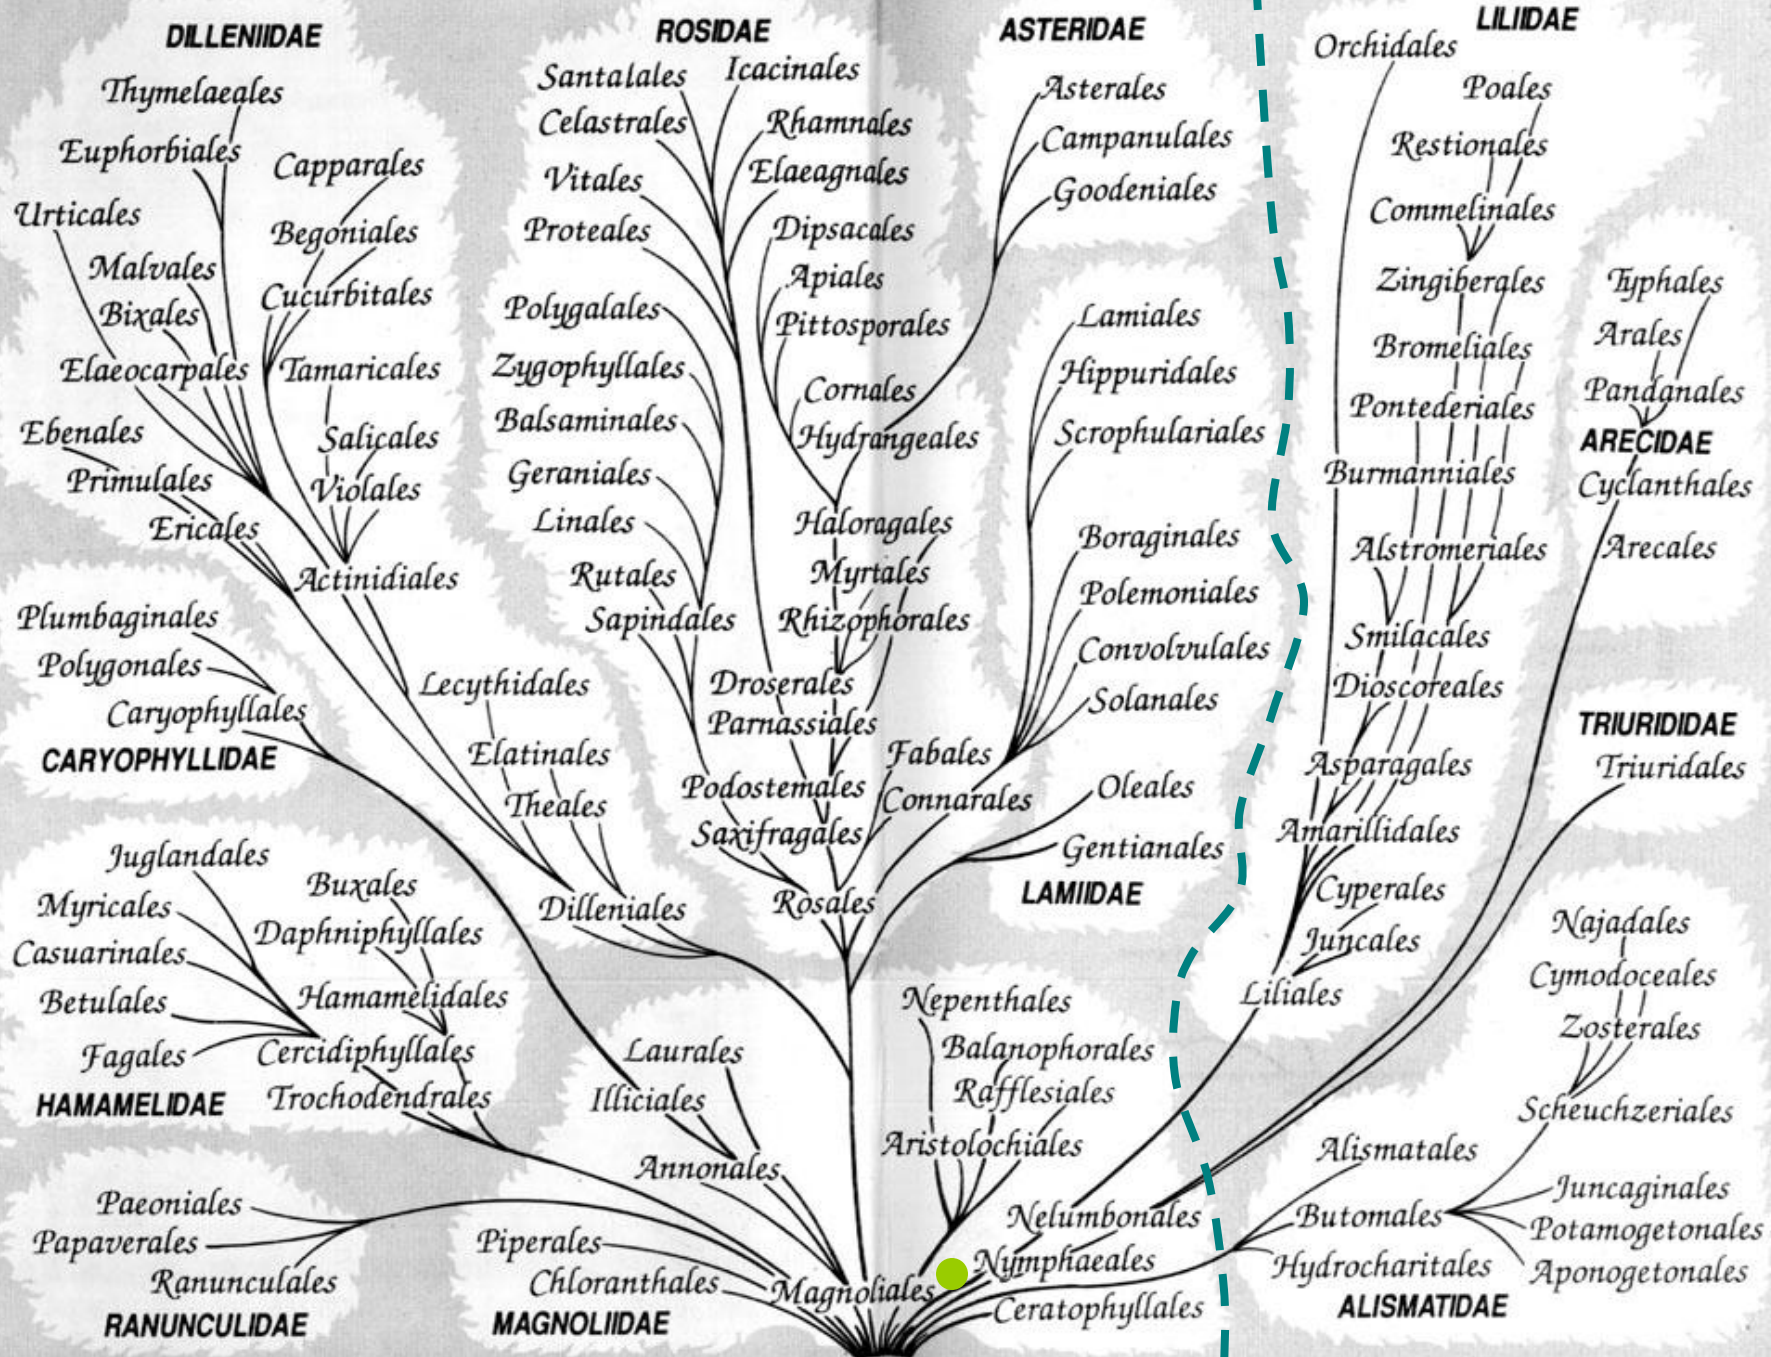 DILLENIIDAE
Thymelaeales
Euphorbiales
Capparales
Urticales
Begoniales
Malvales
Cucurbitales
Bixales
Elaeocarpales
Tamaricales
Ebenales
Salicales
Primulales
Violales
Ericales
Actinidiales
Lecythidales
Elatinales
Theales
Dilleniales
Plumbaginales
Polygonales
Caryophyllales
CARYOPHYLLIDAE
Juglandales
Buxales
Myricales
Daphniphyllales
Casuarinales
Hamamelidales
Betulales
Cercidiphyllales
Fagales
Trochodendrales
HAMAMELIDAE
Paeoniales
Papaverales
Ranunculales
RANUNCULIDAE
ROSIDAE
Santalales
Icacinales
Celastrales
Rhamnales
Vitales
Elaeagnales
Proteales
Dipsacales
Apiales
Polygalales
Pittosporales
Zygophyllales
Cornales
Balsaminales
Hydrangeales
Geraniales
Linales
Haloragales
Rutales
Myrtales
Sapindales
Rhizophorales
Droserales
Parnassiales
Fabales
Podostemales
Connarales
Saxifragales
Rosales
ASTERIDAE
Asterales
Campanulales
Goodeniales
Lamiales
Hippuridales
Scrophulariales
Boraginales
Polemoniales
Convolvulales
Solanales
Oleales
Gentianales
LAMIIDAE
Laurales
Illiciales
Annonales
Piperales
Chloranthales
Magnoliales
MAGNOLIIDAE
Nepenthales
Balanophorales
Rafflesiales
Aristolochiales
Nelumbonales
Nymphaeales
Ceratophyllales
LILIIDAE
Orchidales
Poales
Restionales
Commelinales
Zingiberales
Bromeliales
Pontederiales
Burmanniales
Alstromeriales
Smilacales
Dioscoreales
Asparagales
Amarillidales
Cyperales
Juncales
Liliales
Typhales
Arales
Pandanales
ARECIDAE
Cyclanthales
Arecales
TRIURIDIDAE
Triuridales
Najadales
Cymodoceales
Zosterales
Scheuchzeriales
Alismatales
Juncaginales
Butomales
Potamogetonales
Hydrocharitales
Aponogetonales
ALISMATIDAE